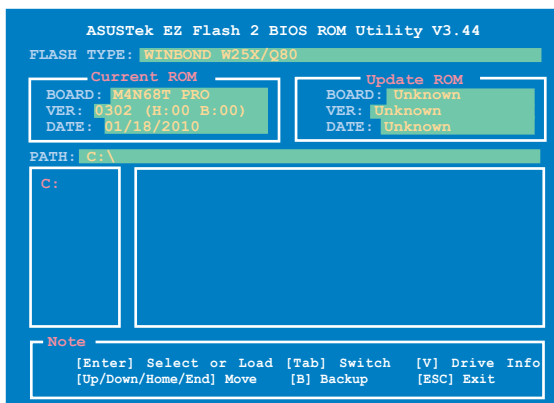 ASUSTek EZ Flash 2 BIOS ROM Utility V3.44
FLASH TYPE: WINBOND W25X/Q80
Current ROM
BOARD: M4N68T PRO
VER: 0302 (H:00 B:00)
DATE: 01/18/2010
Update ROM
BOARD: Unknown
VER: Unknown
DATE: Unknown
PATH: C:\
C:
Note
[Enter] Select or Load [Tab] Switch [V] Drive Info
[Up/Down/Home/End] Move [B] Backup [ESC] Exit